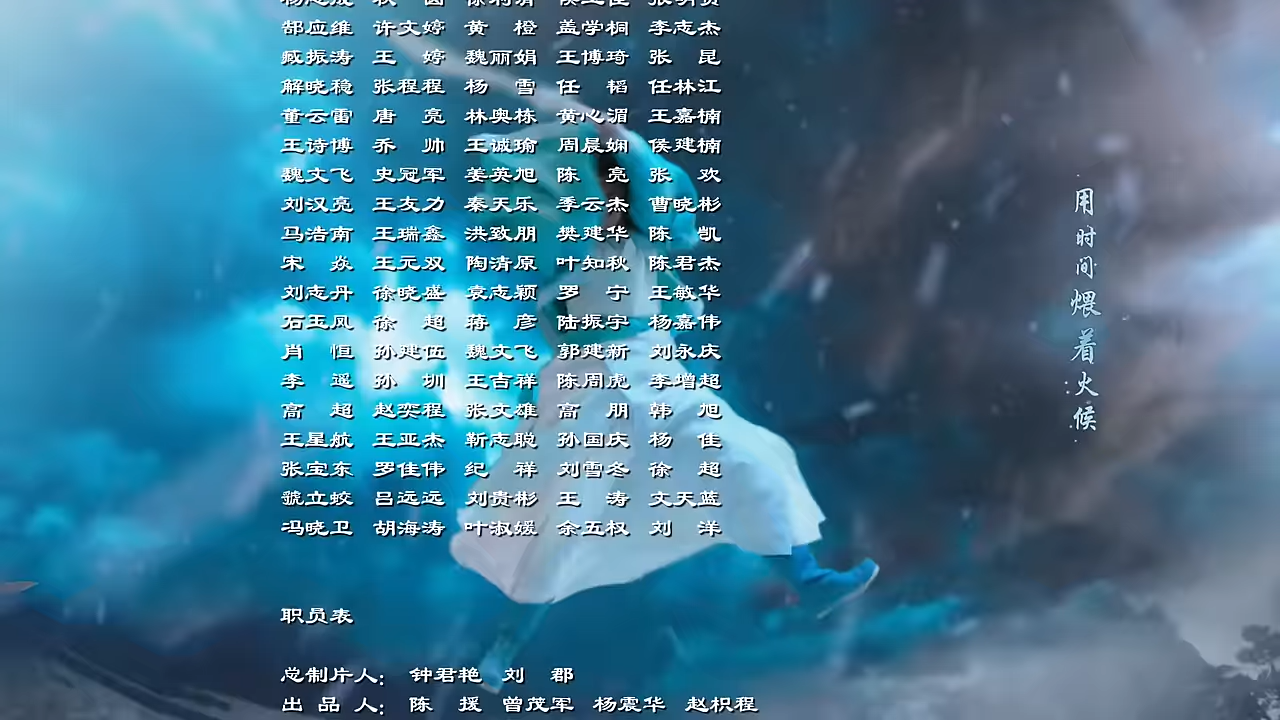 郜应维 许文婷 黄 橙 盖学桐 李志杰
臧振涛 王 婷 魏丽娟 王博琦 张 昆
解晓稳 张程程 杨 雪 任 韬 任林江
董云雷 唐 亮 林奥栋 黄心湄 王嘉楠
王诗博 乔 帅 王诚瑜 周晨娴 侯建楠
魏文飞 史冠军 姜英旭 陈 亮 张 欢
刘汉亮 王友力 秦天乐 季云杰 曹晓彬
马浩南 王瑞鑫 洪致朋 樊建华 陈 凯
宋 焱 王元双 陶清原 叶知秋 陈君杰
刘志丹 徐晓盛 袁志颖 罗 宁 王敏华
石玉凤 徐 超 蒋 彦 陆振宇 杨嘉伟
肖 恒 孙建伍 魏文飞 郭建新 刘永庆
李 遥 孙 圳 王吉祥 陈周虎 李增超
高 超 赵奕程 张文雄 高 朋 韩 旭
王星航 王亚杰 靳志聪 孙国庆 杨 佳
张宝东 罗佳伟 纪 祥 刘雪冬 徐 超
虢立蛟 吕远远 刘贵彬 王 涛 文天蓝
冯晓卫 胡海涛 叶淑媛 余五权 刘 洋
职员表
总制片人： 钟君艳 刘 郡
出 品 人： 陈 援 曾茂军 杨震华 赵枳程
用时间煨着火候